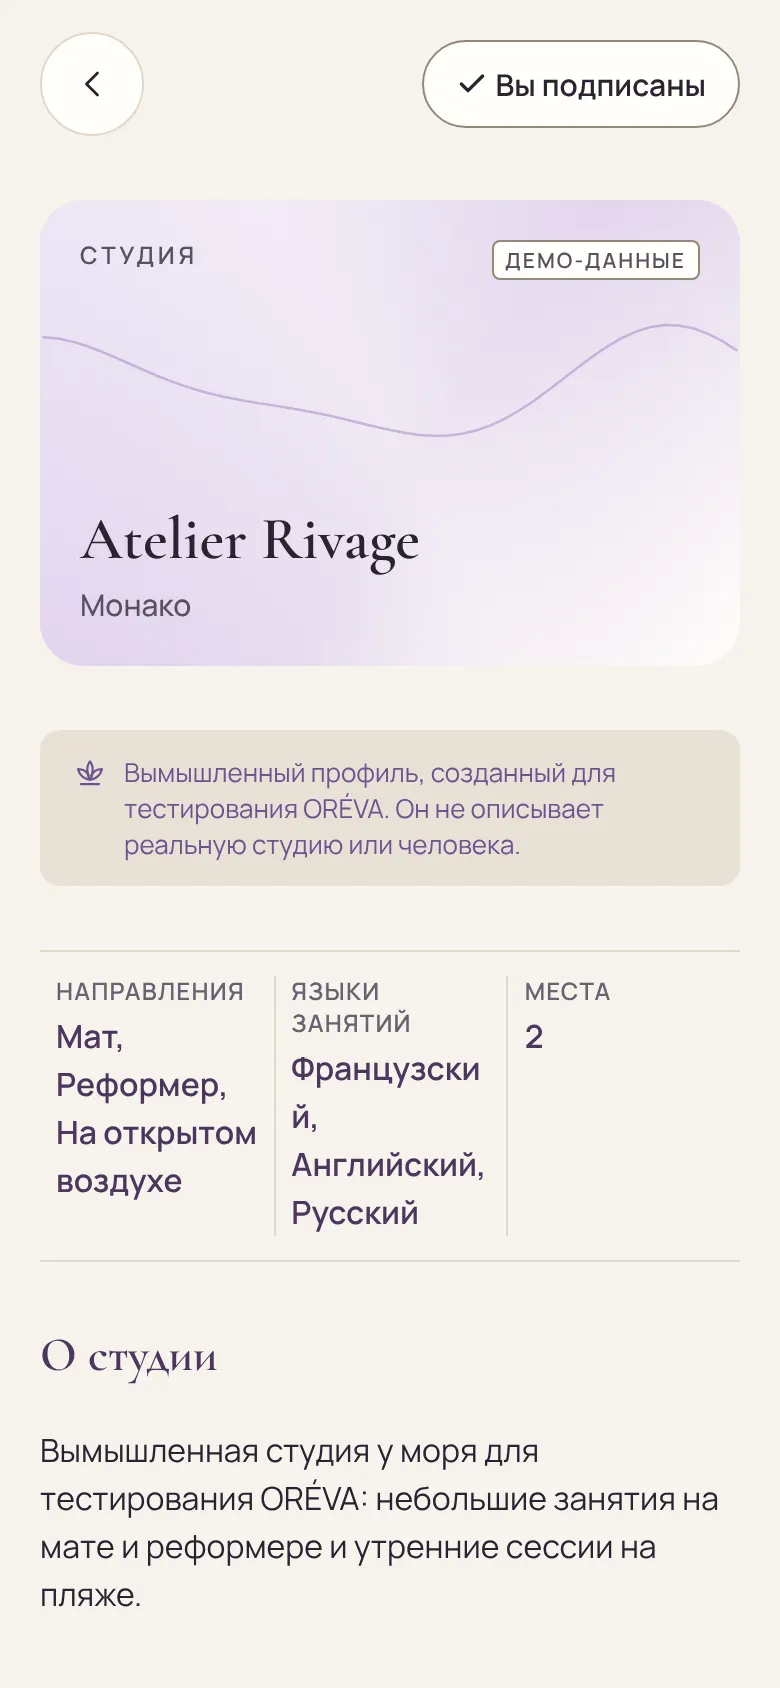 Вы подписаны
СТУДИЯ
ДЕМО-ДАННЫЕ
Atelier Rivage
Монако
Вымышленный профиль, созданный для
тестирования ORÉVA. Он не описывает
реальную студию или человека.
НАПРАВЛЕНИЯ
Мат,
Реформер,
На открытом
воздухе
ЯЗЫКИ
ЗАНЯТИЙ
Французски
й,
Английский,
Русский
МЕСТА
2
О студии
Вымышленная студия у моря для
тестирования ORÉVA: небольшие занятия на
мате и реформере и утренние сессии на
пляже.